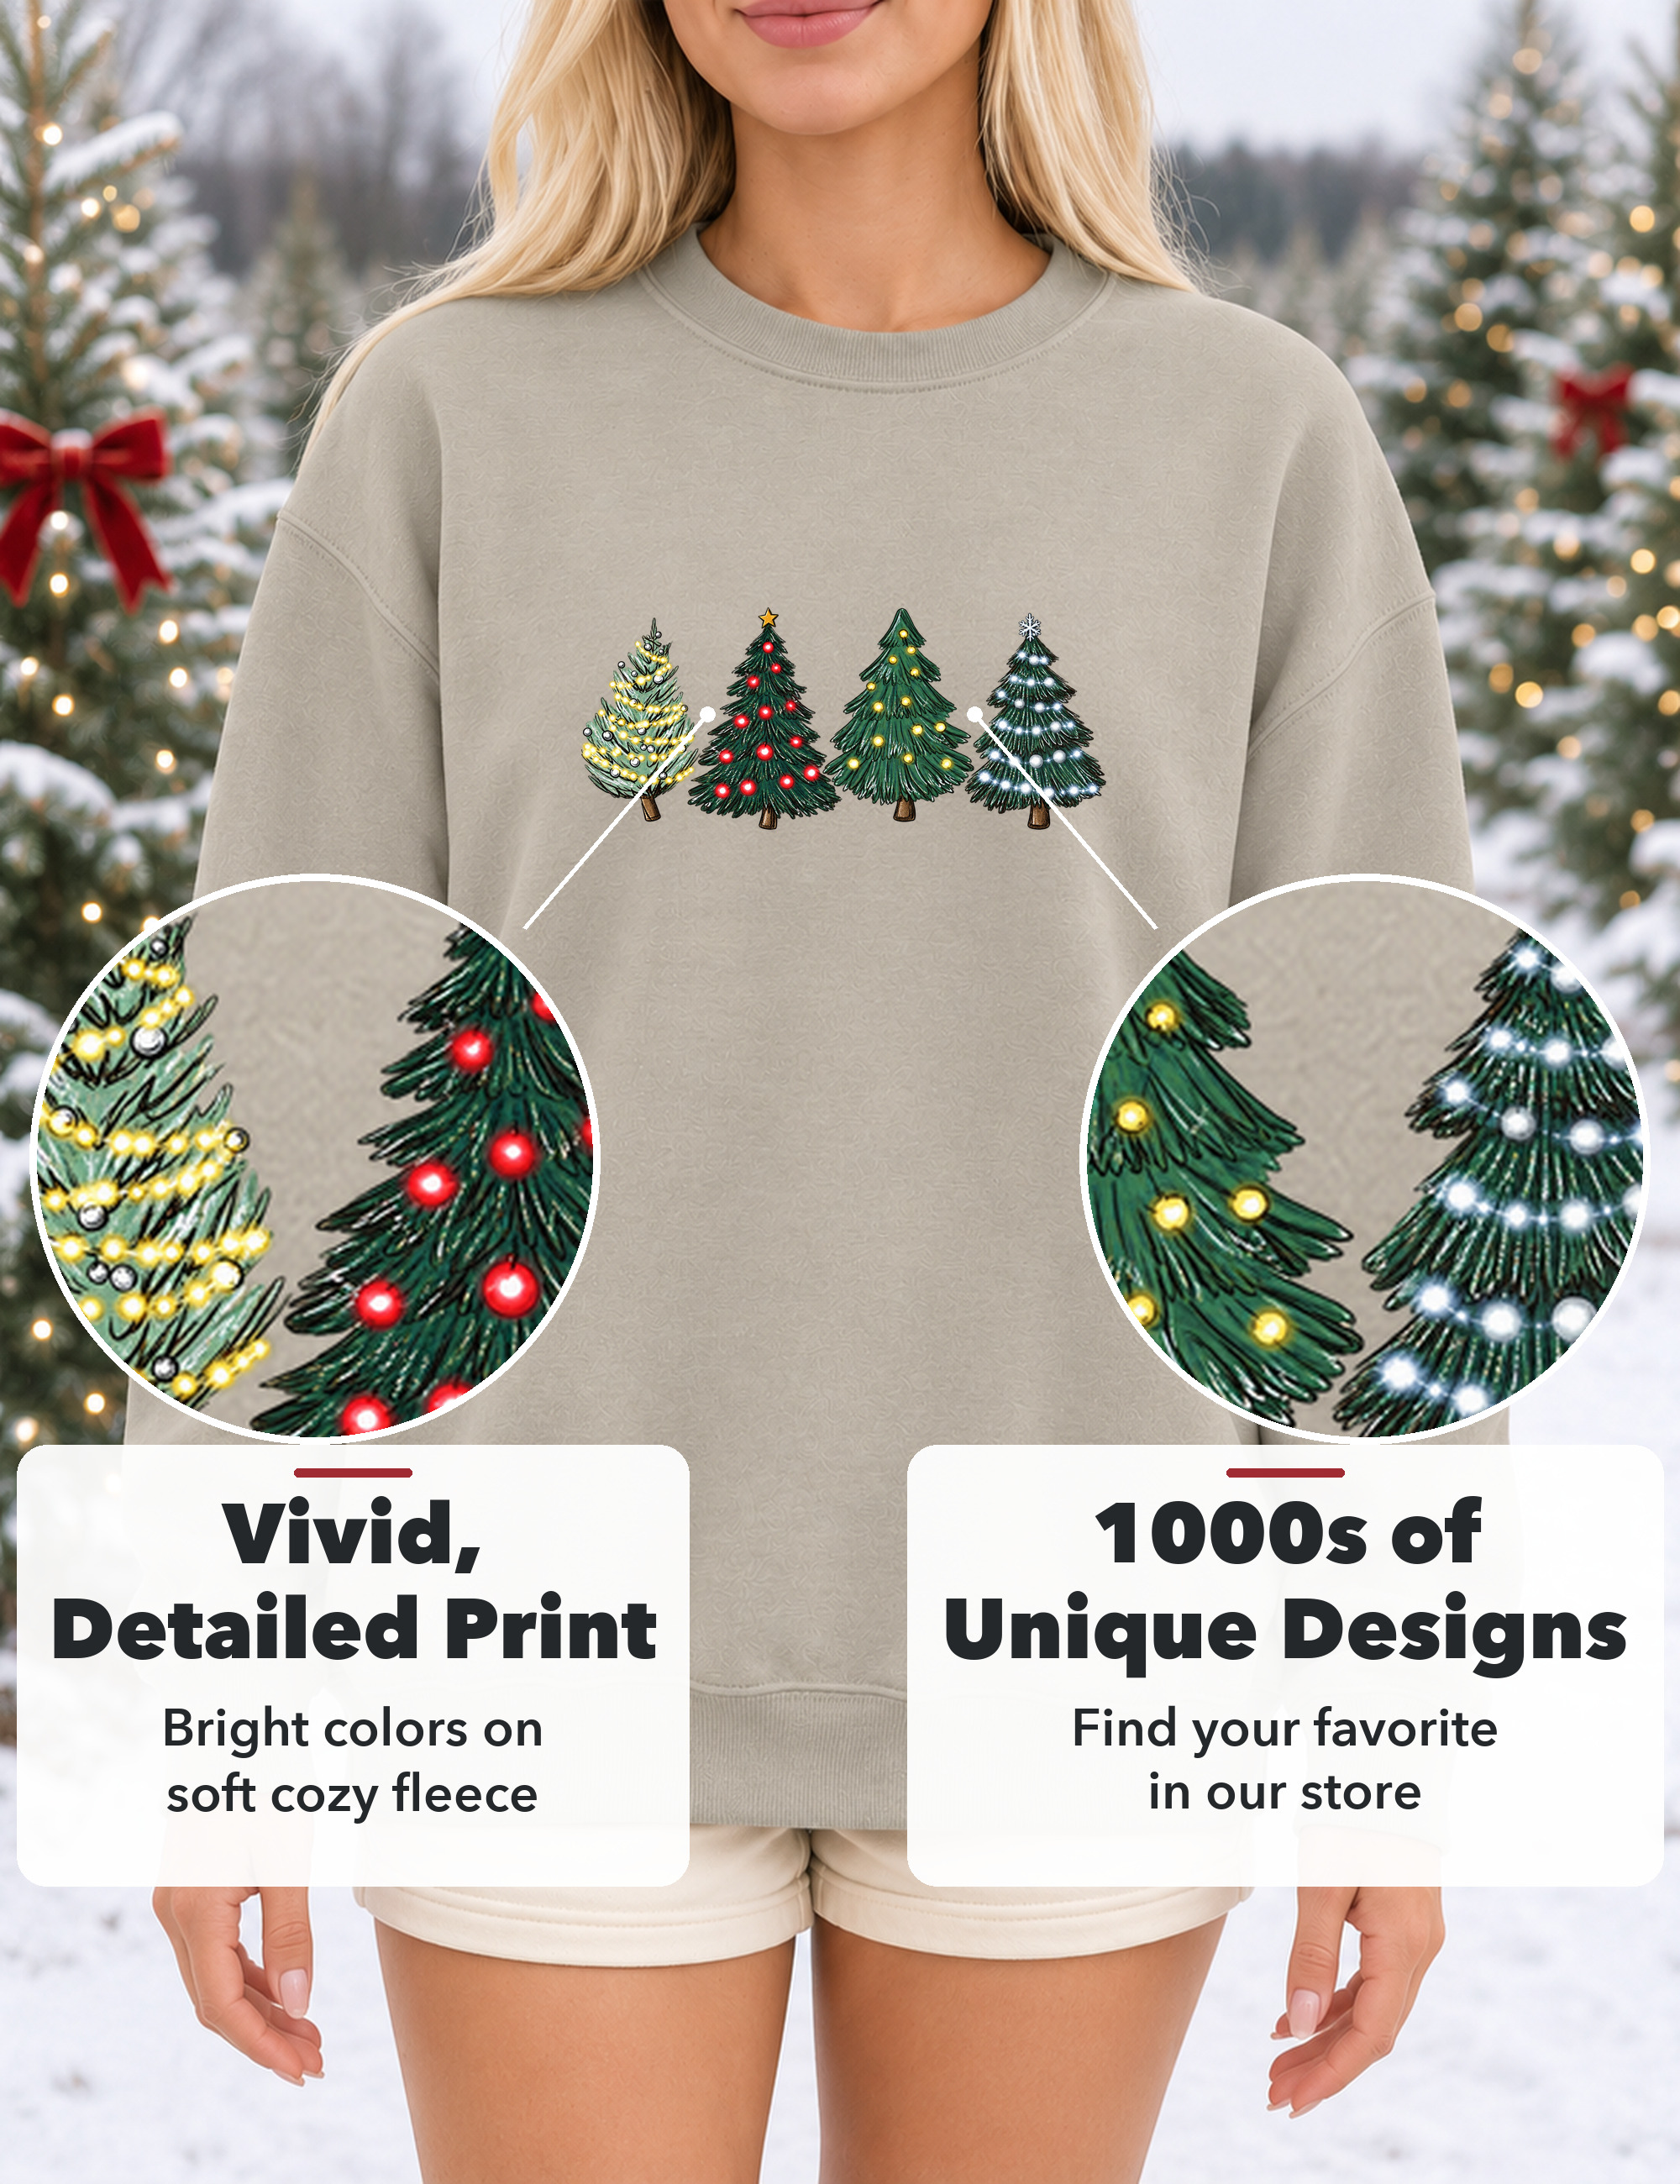 Vivid,
Detailed Print
Bright colors on
soft cozy fleece
1000s of
Unique Designs
Find your favorite
in our store